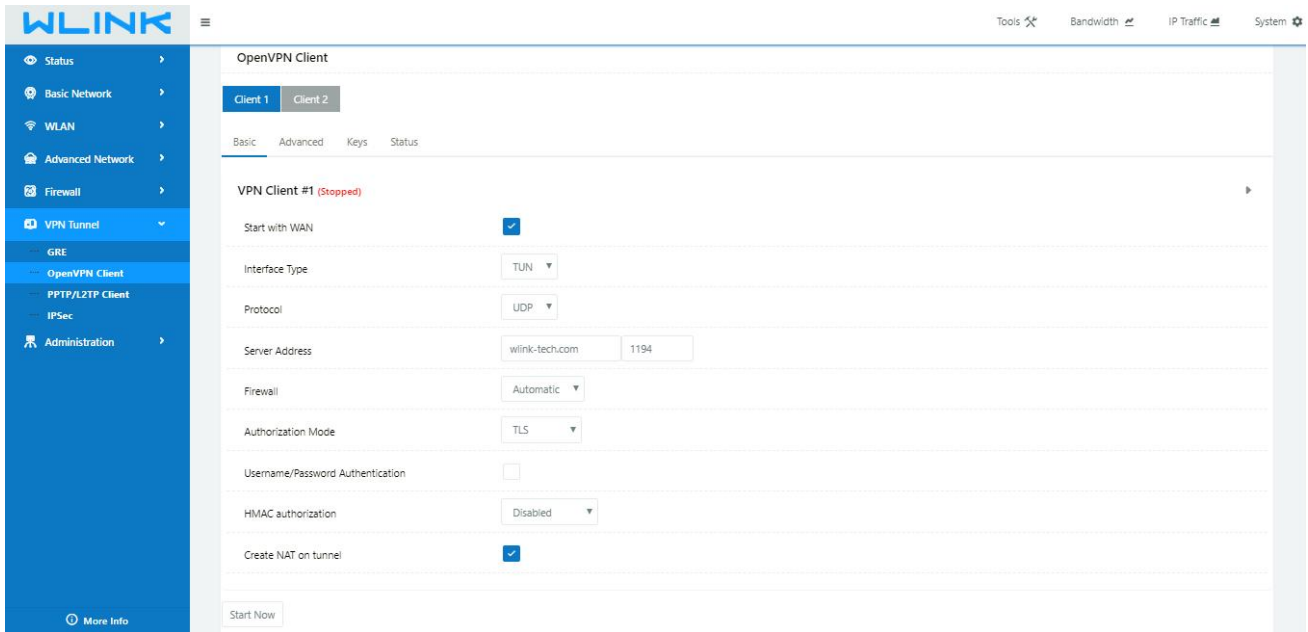 WLINK
Tools
Bandwidth
IP Traffic
System
Status
Basic Network
WLAN
Advanced Network
Firewall
VPN Tunnel
GRE
OpenVPN Client
PPTP/L2TP Client
IPSec
Administration
More Info
OpenVPN Client
Client 1
Client 2
Basic
Advanced
Keys
Status
VPN Client #1 (Stopped)
Start with WAN
Interface Type
TUN
Protocol
UDP
Server Address
wlink-tech.com
1194
Firewall
Automatic
Authorization Mode
TLS
Username/Password Authentication
HMAC authorization
Disabled
Create NAT on tunnel
Start Now